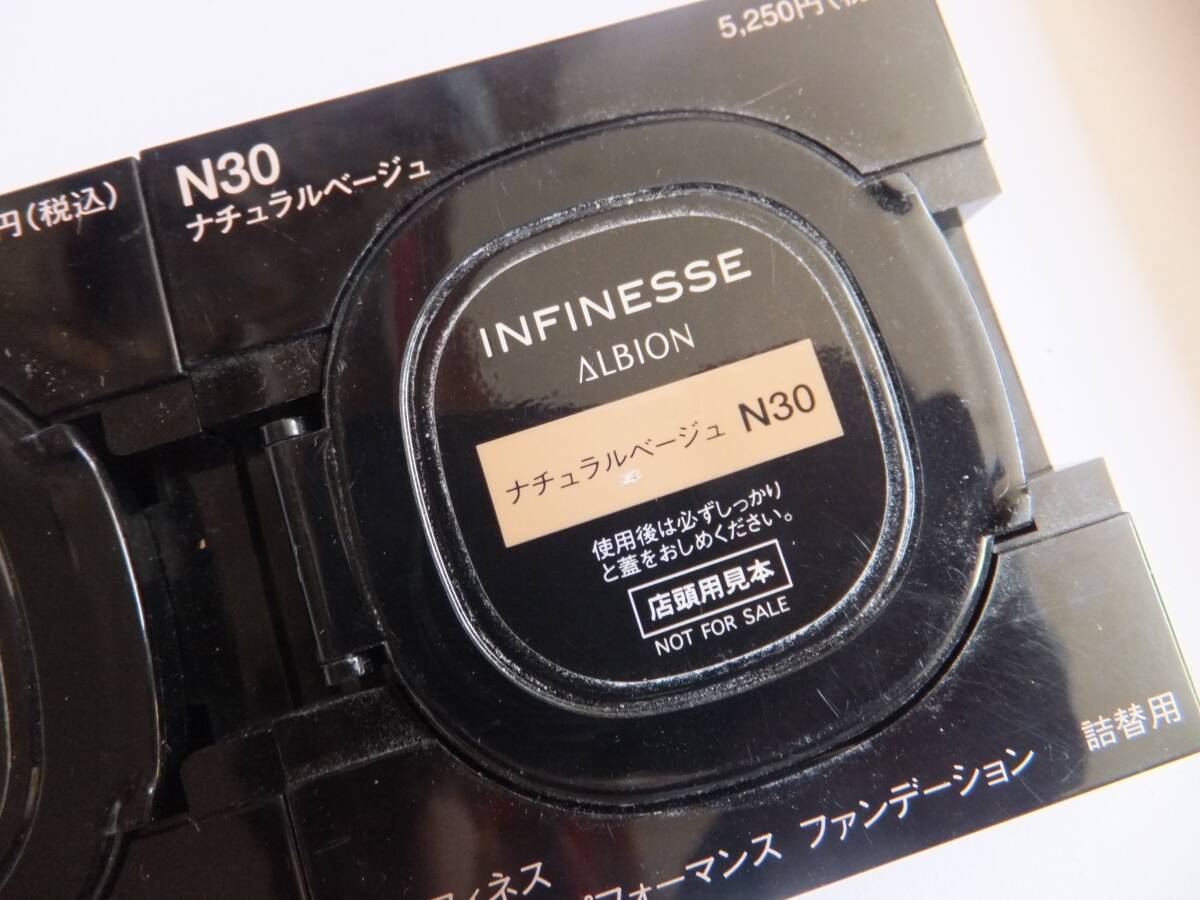 5,250円(税
円(税込)
N30
ナチュラルベージュ
INFINESSE
ALBION
ナチュラルベージュ N30
使用後は必ずしっかり
と蓋をおしめください。
店頭用見本
NOT FOR SALE
詰替用
フォーマンス ファンデーション
ィネス